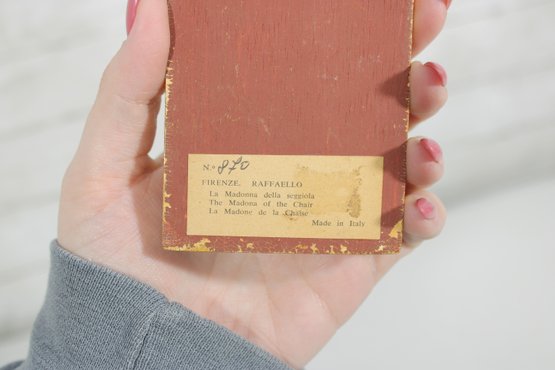 N.º 870
FIRENZE. RAFFAELLO
La Madonna della seggiola
The Madona of the Chair
La Madone de la Chaise
Made in Italy